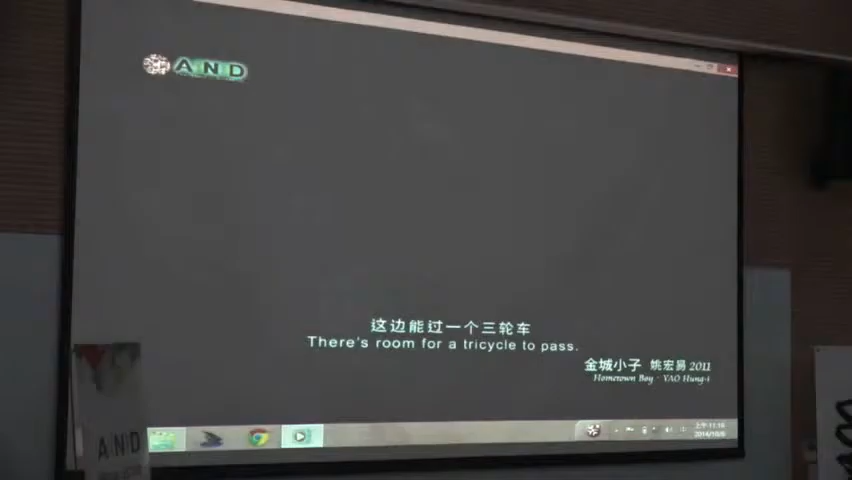 AND
这边能过一个三轮车
There's room for a tricycle to pass.
金城小子 姚宏易 2011
Hometown Boy · YAO Hung-i
AND